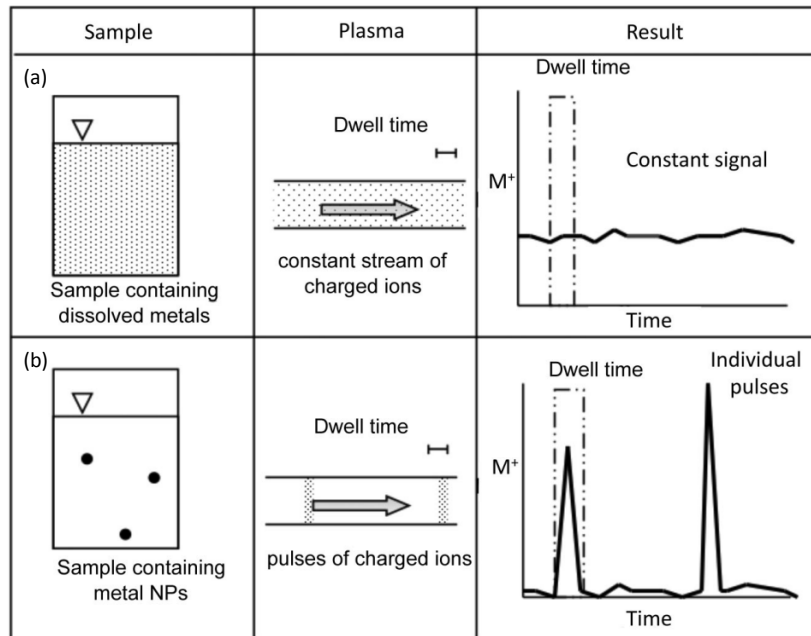 Sample
Plasma
Result
(a)
Sample containing
dissolved metals
Dwell time
constant stream of
charged ions
Dwell time
M+
Constant signal
Time
(b)
Sample containing
metal NPs
Dwell time
pulses of charged ions
Dwell time
Individual
pulses
M+
Time